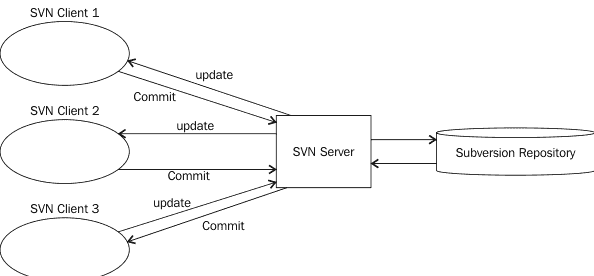 SVN Client 1
update
Commit
SVN Client 2
update
SVN Server
Subversion Repository
Commit
SVN Client 3
update
Commit